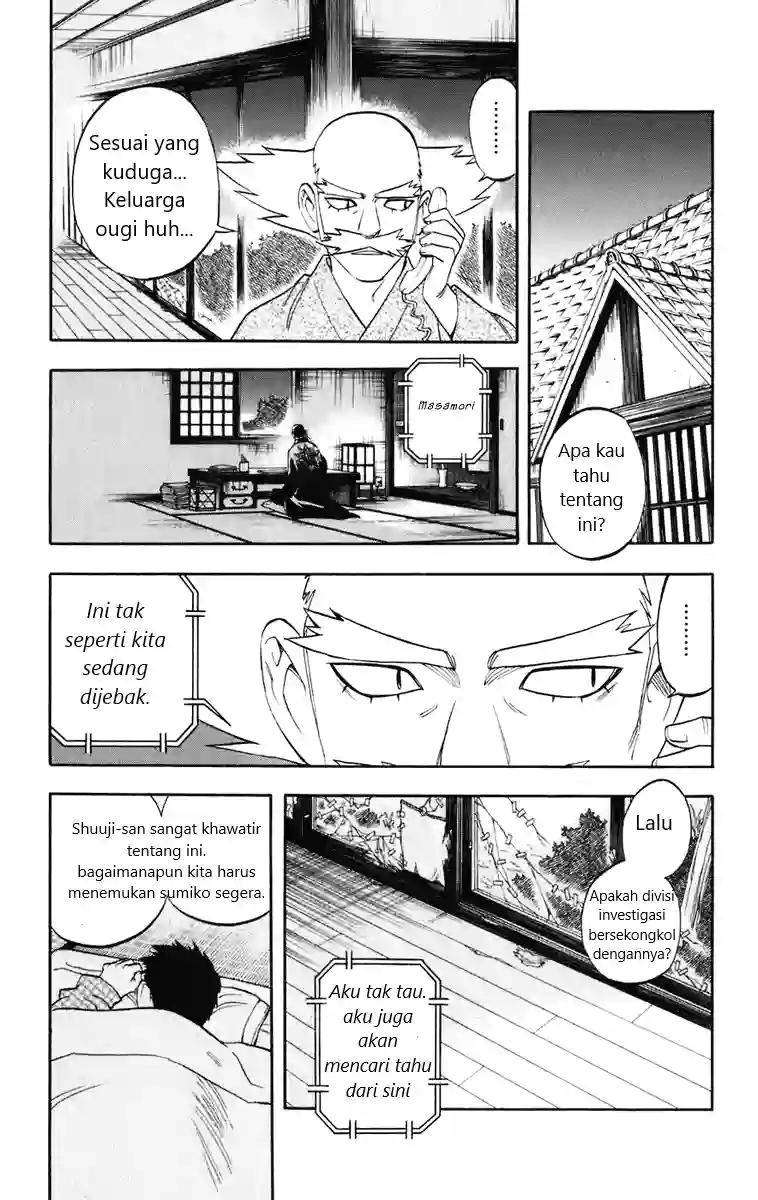 Sesuai yang
kuduga...
Keluarga
ougi huh...
Apa kau
tahu
tentang
ini?
Masamori
Ini tak
seperti kita
sedang
dijebak.
Lalu
Apakah divisi
investigasi
bersekongkol
dengannya?
Aku tak tau.
aku juga
akan
mencari tahu
dari sini
Shuuji-san sangat khawatir
tentang ini.
bagaimanapun kita harus
menemukan sumiko segera.